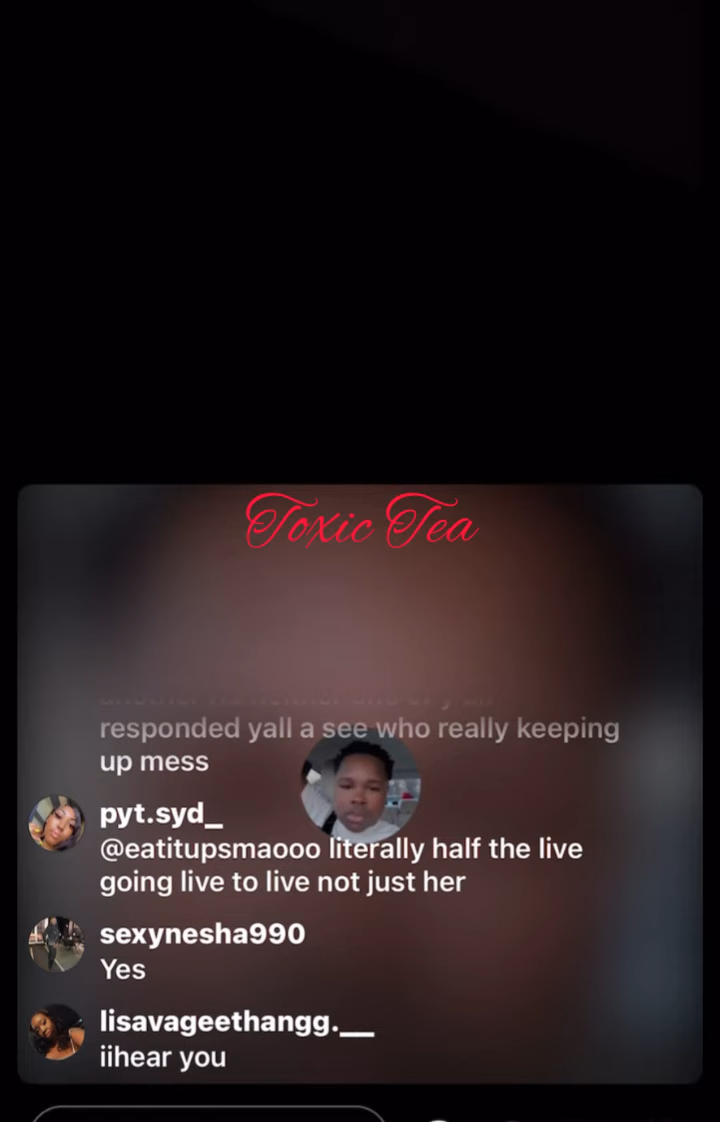 Toxic Tea
responded yall a see who really keeping
up mess
pyt.syd_
@eatitupsmaooo literally half the live
going live to live not just her
sexynesha990
Yes
lisavageethangg.__
iihear you